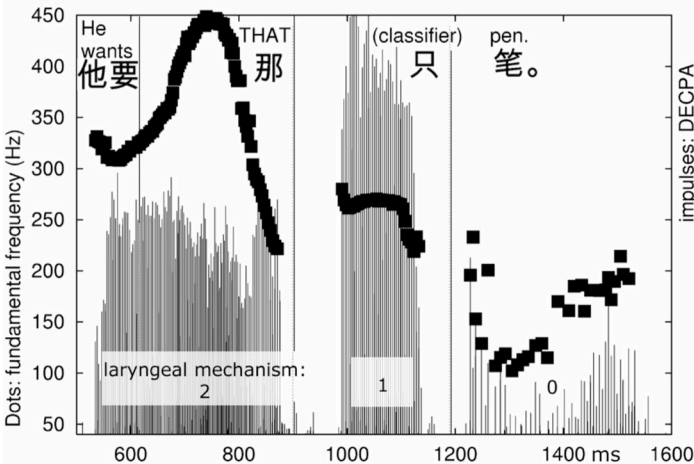 He
wants
THAT
(classifier)
pen.
他要
那
只
笔。
450
400
350
300
250
200
150
100
50
Dots: fundamental frequency (Hz)
impulses: DECPA
laryngeal mechanism:
2
1
0
600
800
1000
1200
1400 ms
1600